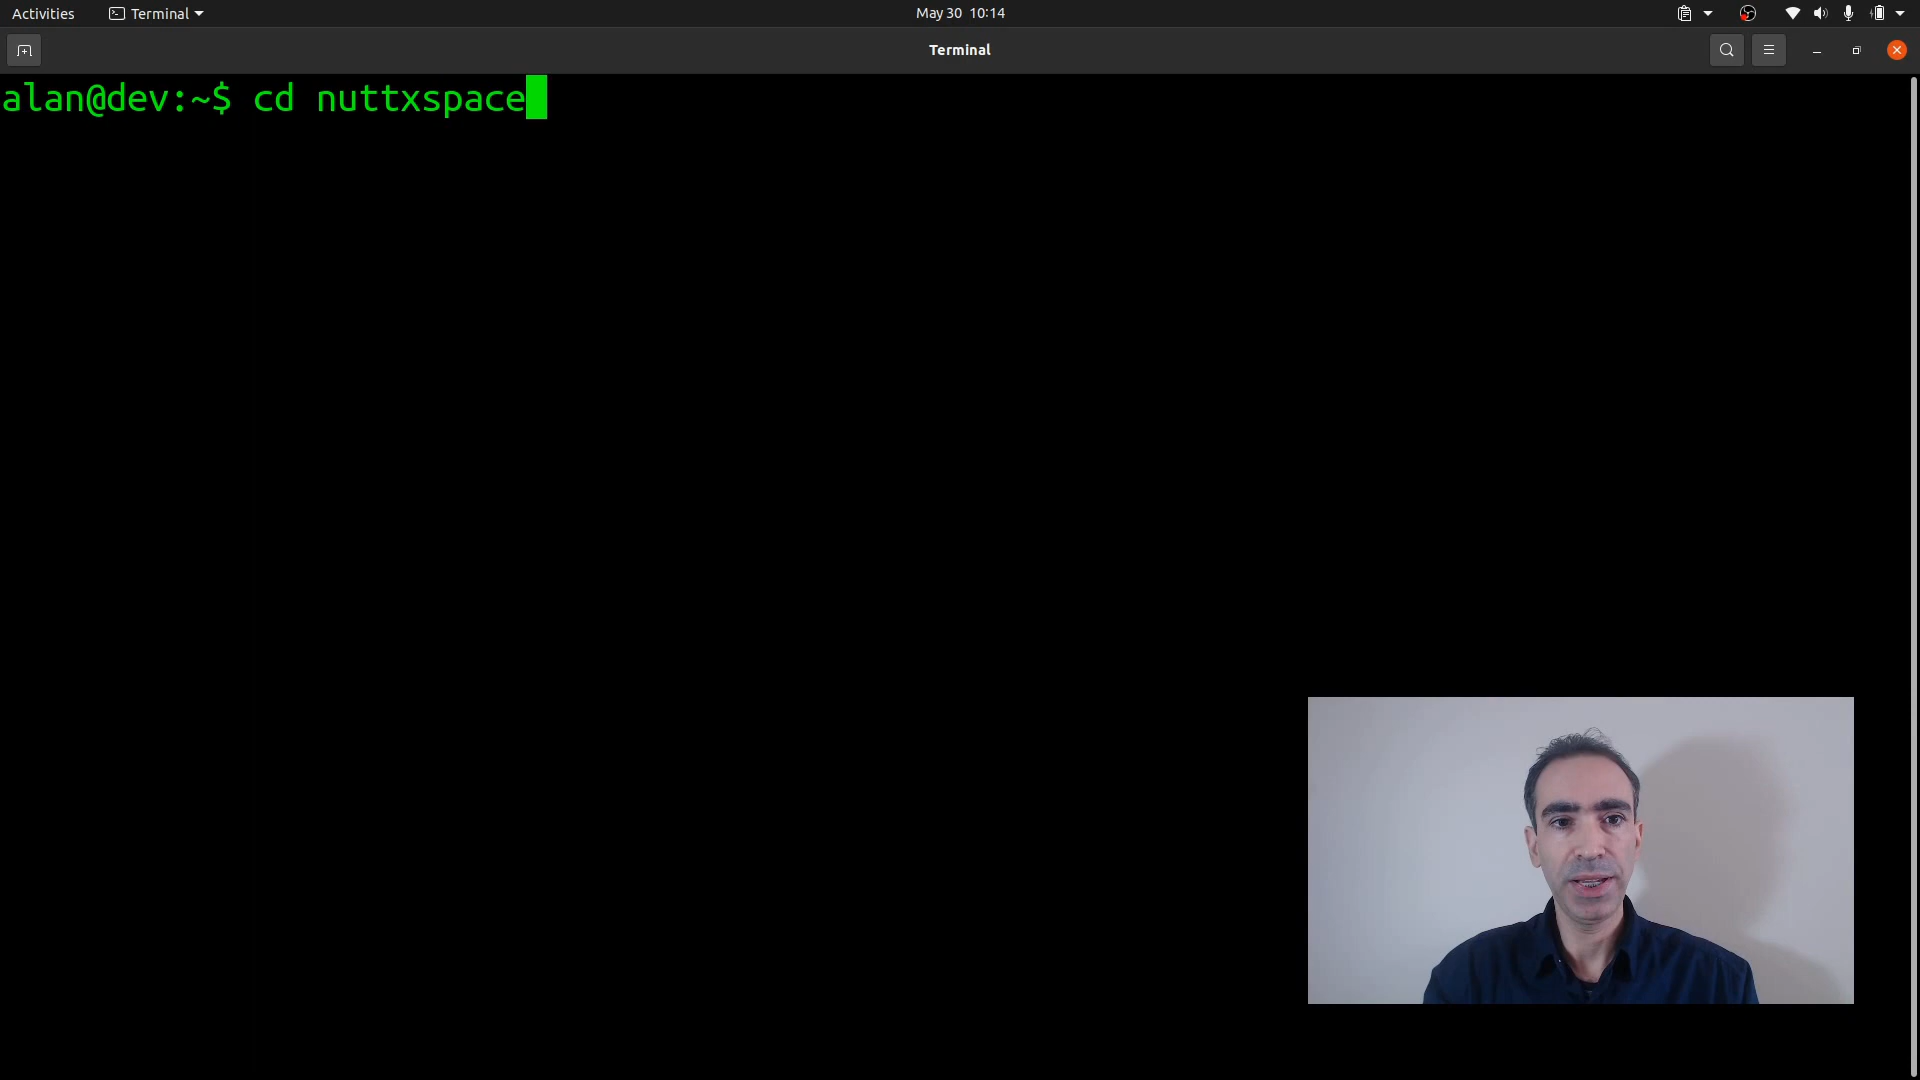 Activities
Terminal
May 30 10:14
Terminal
alan@dev:~$ cd nuttxspace